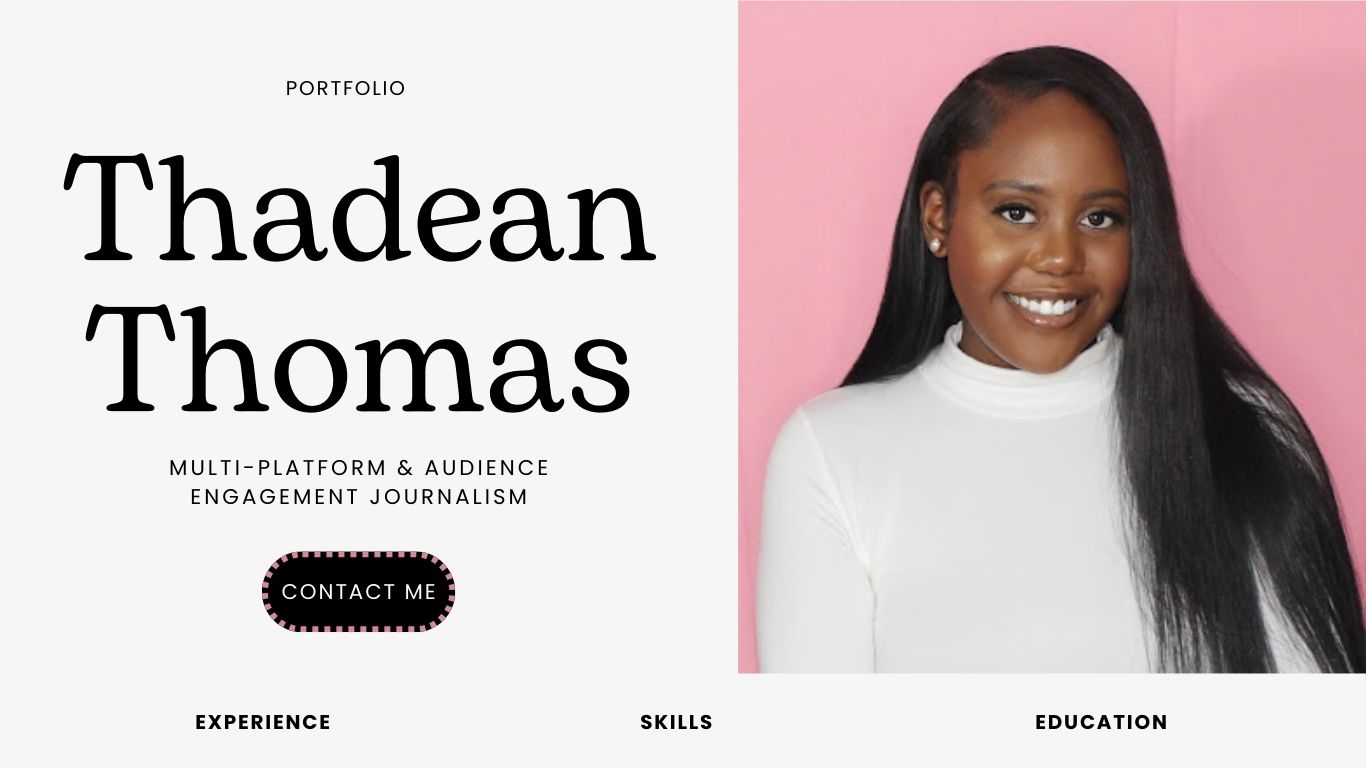 PORTFOLIO
Thadean
Thomas
MULTI-PLATFORM & AUDIENCE
ENGAGEMENT JOURNALISM
CONTACT ME
EXPERIENCE
SKILLS
EDUCATION